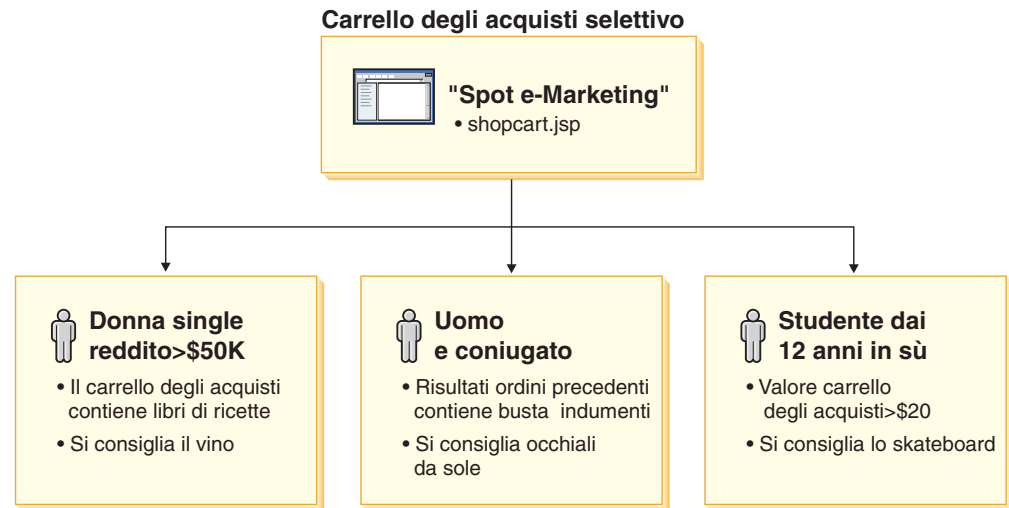 Carrello degli acquisti selettivo
"Spot e-Marketing"
• shopcart.jsp
Donna single
reddito>$50K
• Il carrello degli acquisti
contiene libri di ricette
• Si consiglia il vino
Uomo
e coniugato
• Risultati ordini precedenti
contiene busta indumenti
• Si consiglia occhiali
da sole
Studente dai
12 anni in sù
• Valore carrello
degli acquisti>$20
• Si consiglia lo skateboard